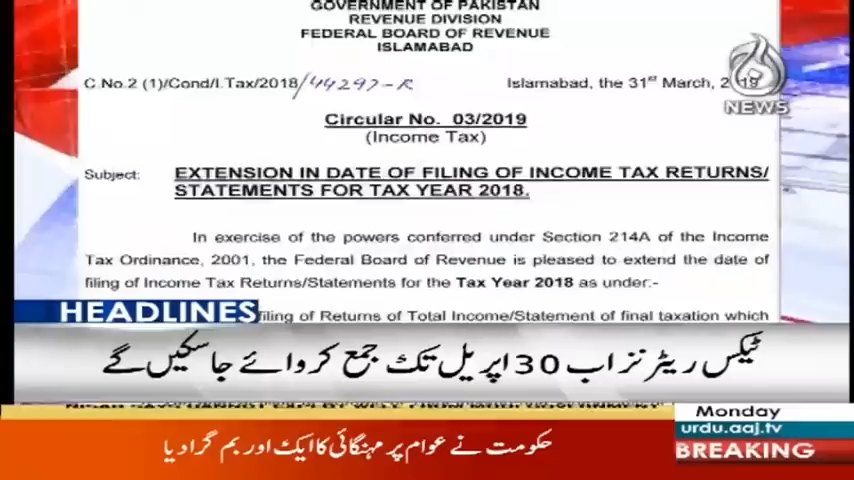 GOVERNMENT OF PAKISTAN
REVENUE DIVISION
FEDERAL BOARD OF REVENUE
ISLAMABAD
C.No.2 (1)/Cond/I.Tax/2018/44297-R
Islamabad, the 31st March, 2019
NEWS
Circular No. 03/2019
(Income Tax)
Subject: EXTENSION IN DATE OF FILING OF INCOME TAX RETURNS/
STATEMENTS FOR TAX YEAR 2018.
In exercise of the powers conferred under Section 214A of the Income
Tax Ordinance, 2001, the Federal Board of Revenue is pleased to extend the date of
filing of Income Tax Returns/Statements for the Tax Year 2018 as under:-
filing of Returns of Total Income/Statement of final taxation which
HEADLINES
ٹیکس ریٹرنز اب 30 اپریل تک جمع کروائے جا سکیں گے
Monday
urdu.aaj.tv
BREAKING
حکومت نے عوام پر مہنگائی کا ایک اور بم گرا دیا